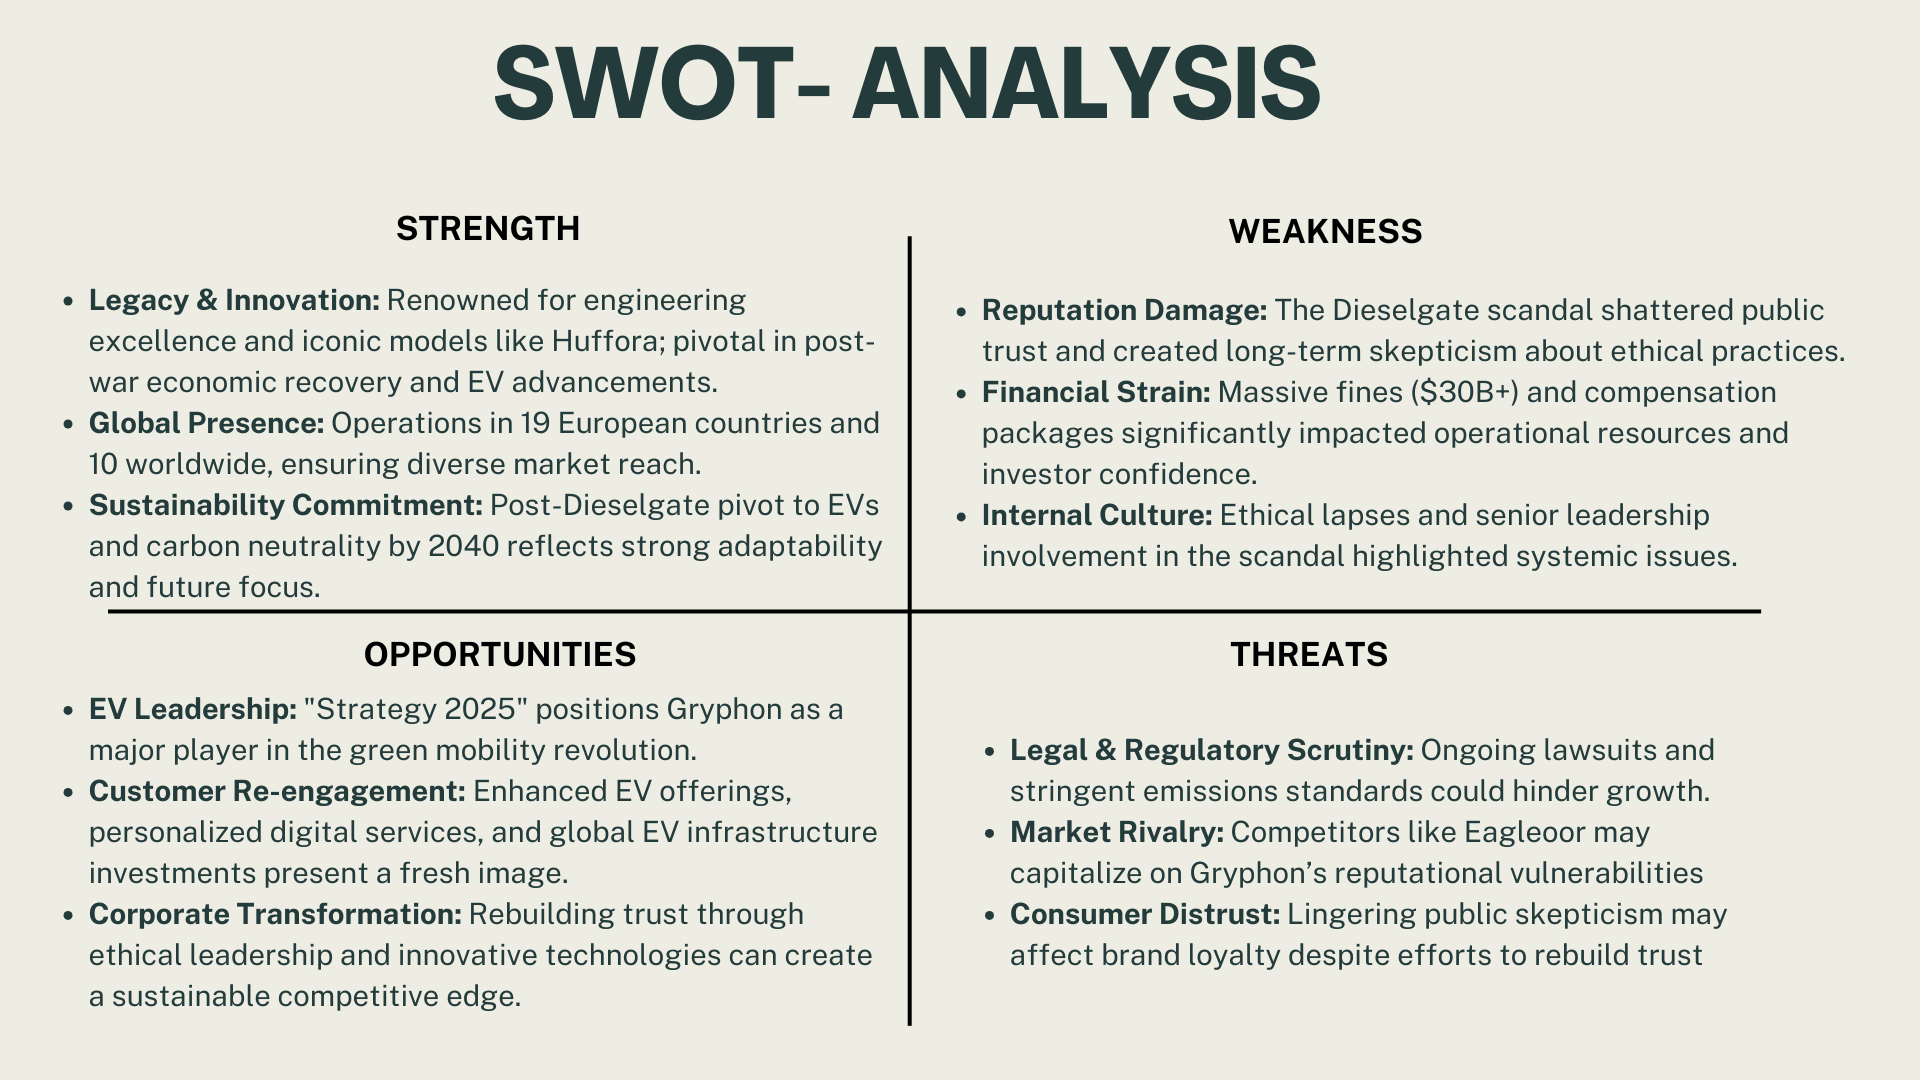 SWOT- ANALYSIS
STRENGTH
• Legacy & Innovation: Renowned for engineering
excellence and iconic models like Huffora; pivotal in post-
war economic recovery and EV advancements.
• Global Presence: Operations in 19 European countries and
10 worldwide, ensuring diverse market reach.
• Sustainability Commitment: Post-Dieselgate pivot to EVs
and carbon neutrality by 2040 reflects strong adaptability
and future focus.
WEAKNESS
• Reputation Damage: The Dieselgate scandal shattered public
trust and created long-term skepticism about ethical practices.
• Financial Strain: Massive fines ($30B+) and compensation
packages significantly impacted operational resources and
investor confidence.
• Internal Culture: Ethical lapses and senior leadership
involvement in the scandal highlighted systemic issues.
OPPORTUNITIES
• EV Leadership: "Strategy 2025" positions Gryphon as a
major player in the green mobility revolution.
• Customer Re-engagement: Enhanced EV offerings,
personalized digital services, and global EV infrastructure
investments present a fresh image.
• Corporate Transformation: Rebuilding trust through
ethical leadership and innovative technologies can create
a sustainable competitive edge.
THREATS
• Legal & Regulatory Scrutiny: Ongoing lawsuits and
stringent emissions standards could hinder growth.
• Market Rivalry: Competitors like Eagleoor may
capitalize on Gryphon’s reputational vulnerabilities
• Consumer Distrust: Lingering public skepticism may
affect brand loyalty despite efforts to rebuild trust